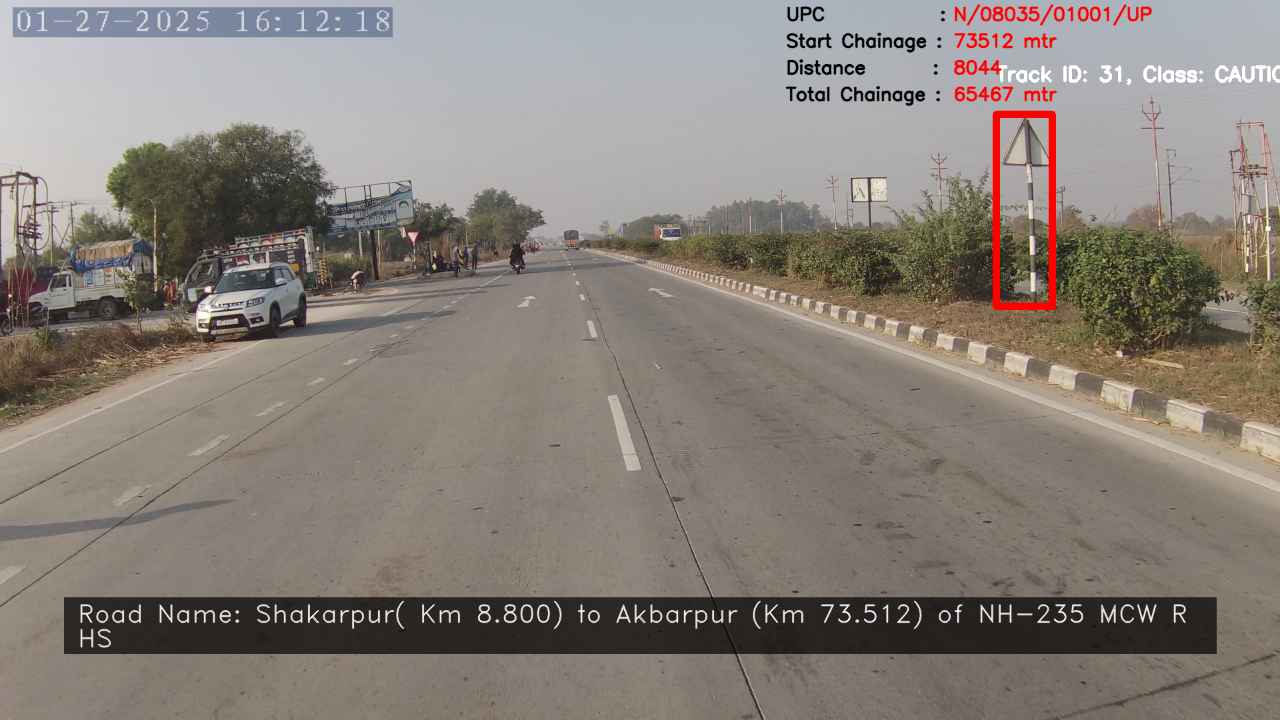 01-27-2025 16:12:18
UPC : N/08035/01001/UP
Start Chainage : 73512 mtr
Distance : 8044
Track ID: 31, Class: CAUTIO
Total Chainage : 65467 mtr
Road Name: Shakarpur( Km 8.800) to Akbarpur (Km 73.512) of NH-235 MCW R
HS